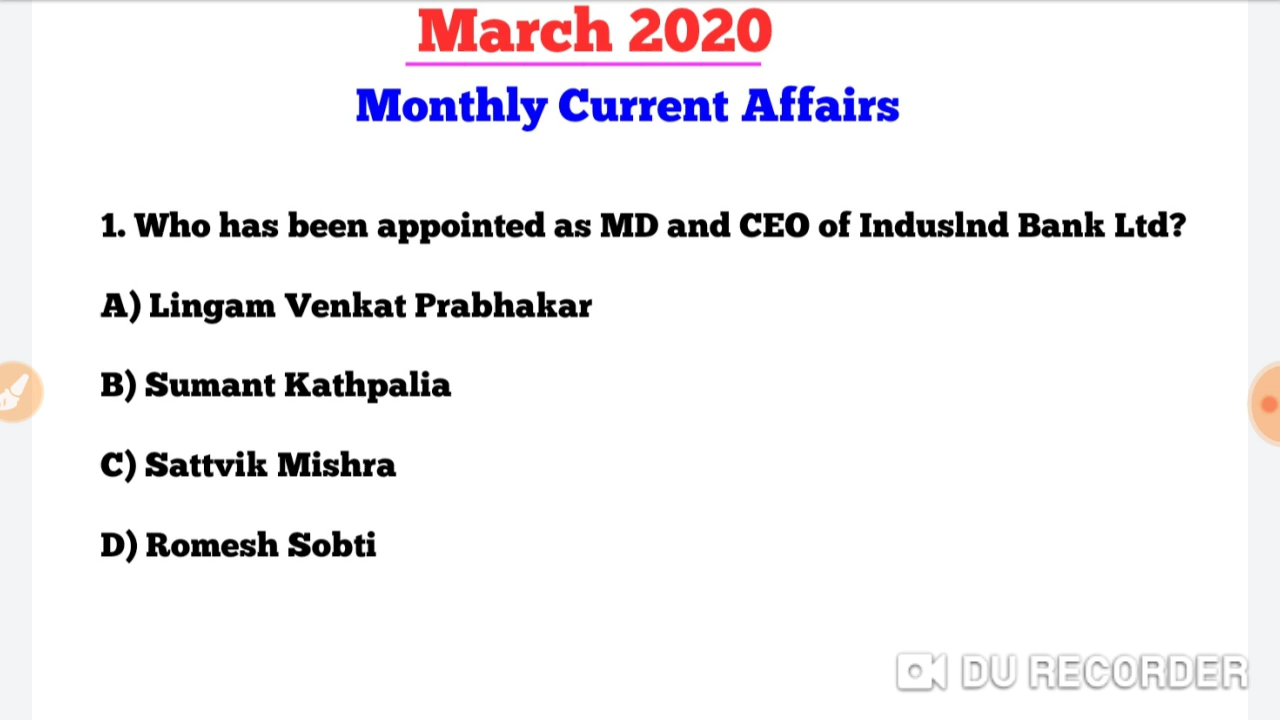 March 2020
Monthly Current Affairs
1. Who has been appointed as MD and CEO of Induslnd Bank Ltd?
A) Lingam Venkat Prabhakar
B) Sumant Kathpalia
C) Sattvik Mishra
D) Romesh Sobti
DU RECORDER